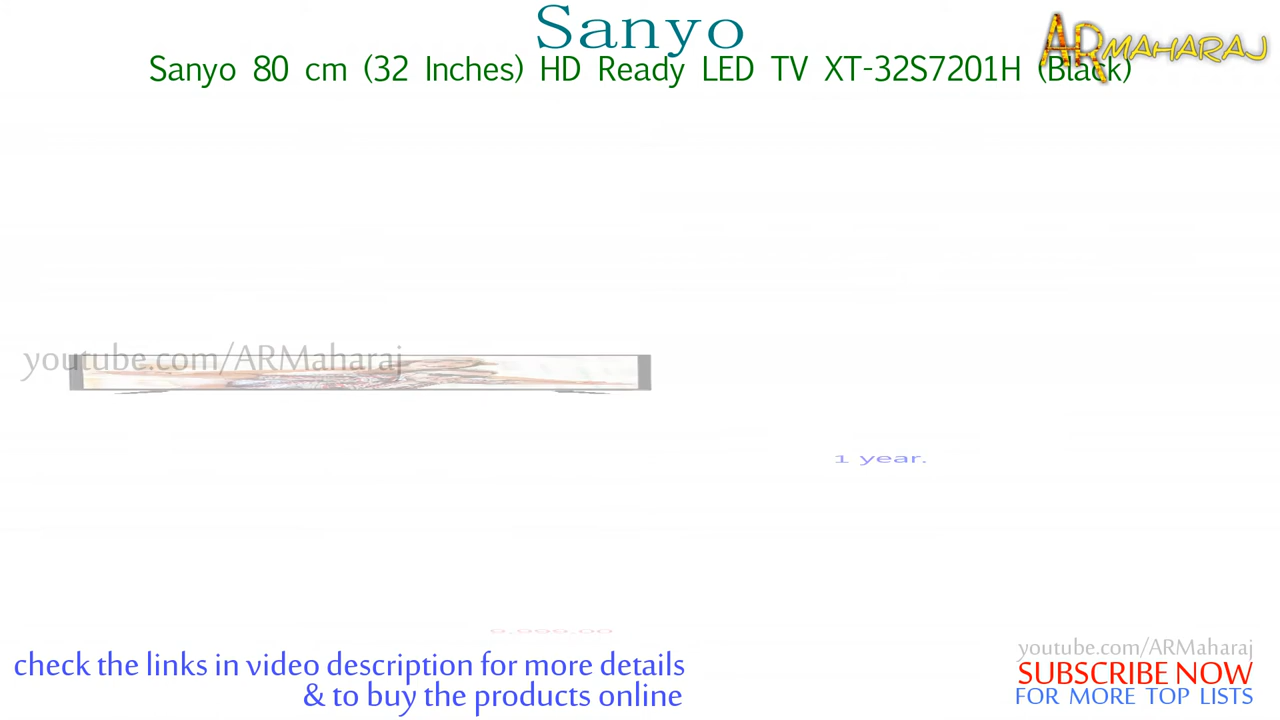 Sanyo
ARMAHARAJ
Sanyo 80 cm (32 Inches) HD Ready LED TV XT-32S7201H (Black)
youtube.com/ARMaharaj
1 year.
check the links in video description for more details
& to buy the products online
youtube.com/ARMaharaj
SUBSCRIBE NOW
FOR MORE TOP LISTS